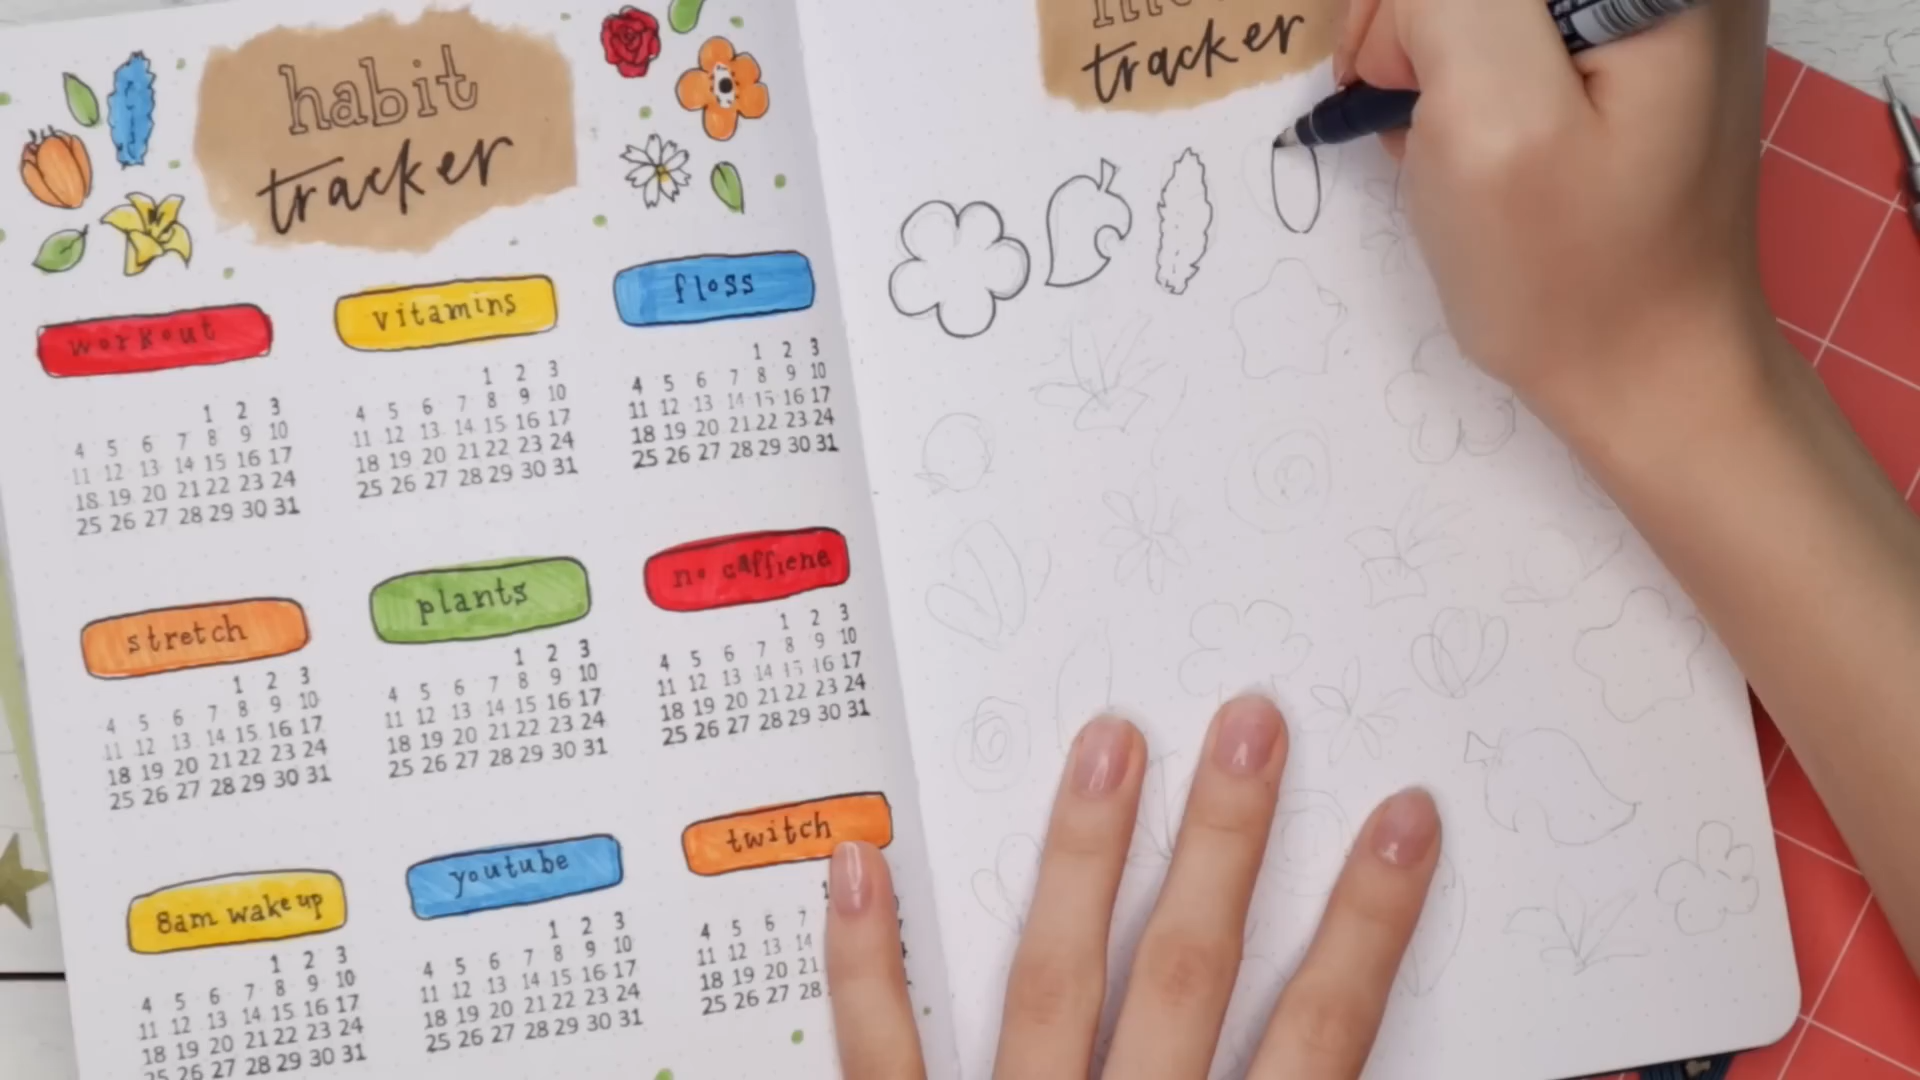 habit
tracker
tracker
workout
1 2 3
4 5 6 7 8 9 10
11 12 13 14 15 16 17
18 19 20 21 22 23 24
25 26 27 28 29 30 31
vitamins
1 2 3
4 5 6 7 8 9 10
11 12 13 14 15 16 17
18 19 20 21 22 23 24
25 26 27 28 29 30 31
floss
1 2 3
4 5 6 7 8 9 10
11 12 13 14 15 16 17
18 19 20 21 22 23 24
25 26 27 28 29 30 31
stretch
1 2 3
4 5 6 7 8 9 10
11 12 13 14 15 16 17
18 19 20 21 22 23 24
25 26 27 28 29 30 31
plants
1 2 3
4 5 6 7 8 9 10
11 12 13 14 15 16 17
18 19 20 21 22 23 24
25 26 27 28 29 30 31
no caffiene
1 2 3
4 5 6 7 8 9 10
11 12 13 14 15 16 17
18 19 20 21 22 23 24
25 26 27 28 29 30 31
8am wake up
1 2 3
4 5 6 7 8 9 10
11 12 13 14 15 16 17
18 19 20 21 22 23 24
25 26 27 28 29 30 31
youtube
1 2 3
4 5 6 7 8 9 10
11 12 13 14 15 16 17
18 19 20 21 22 23 24
25 26 27 28 29 30 31
twitch
1
4 5 6 7
11 12 13 14
18 19 20 21
25 26 27 28